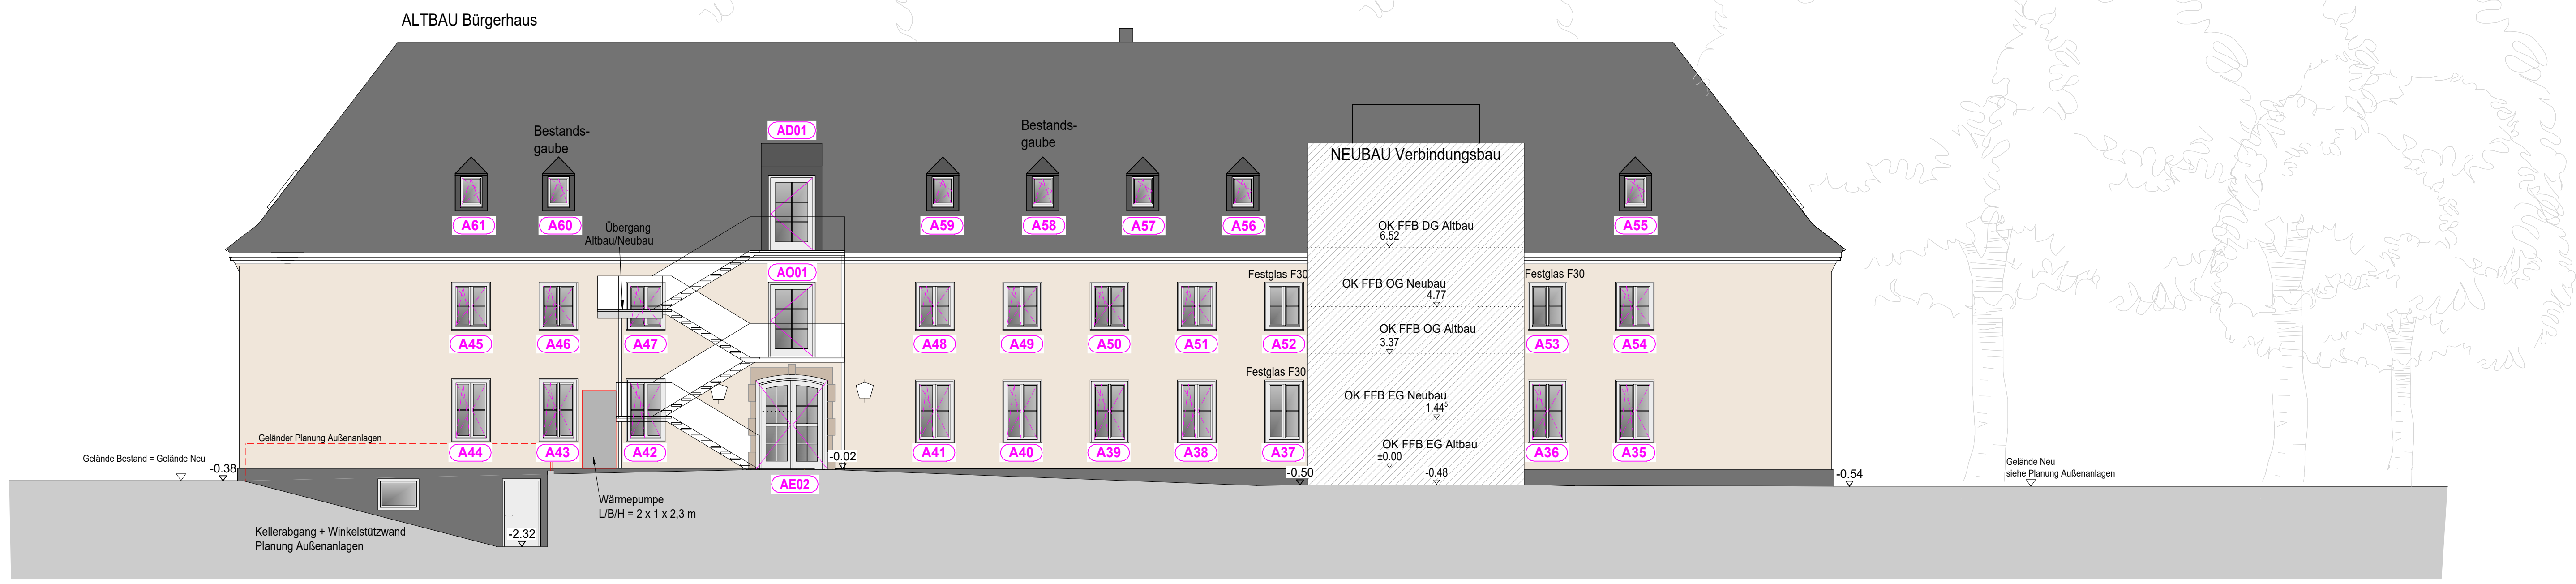 ALTBAU Bürgerhaus
Bestands-
gaube
AD01
Bestands-
gaube
NEUBAU Verbindungsbau
A61
A60
A59
A58
A57
A56
A55
Übergang
Altbau/Neubau
OK FFB DG Altbau
6.52
AO01
Festglas F30
Festglas F30
OK FFB OG Neubau
4.77
OK FFB OG Altbau
3.37
A45
A46
A47
A48
A49
A50
A51
A52
A53
A54
Festglas F30
OK FFB EG Neubau
1.44⁵
Geländer Planung Außenanlagen
OK FFB EG Altbau
±0.00
A44
A43
A42
A41
A40
A39
A38
A37
A36
A35
Gelände Bestand = Gelände Neu
-0.38
-0.02
-0.50
-0.48
-0.54
Gelände Neu
siehe Planung Außenanlagen
AE02
Wärmepumpe
L/B/H = 2 x 1 x 2,3 m
Kellerabgang + Winkelstützwand
Planung Außenanlagen
-2.32